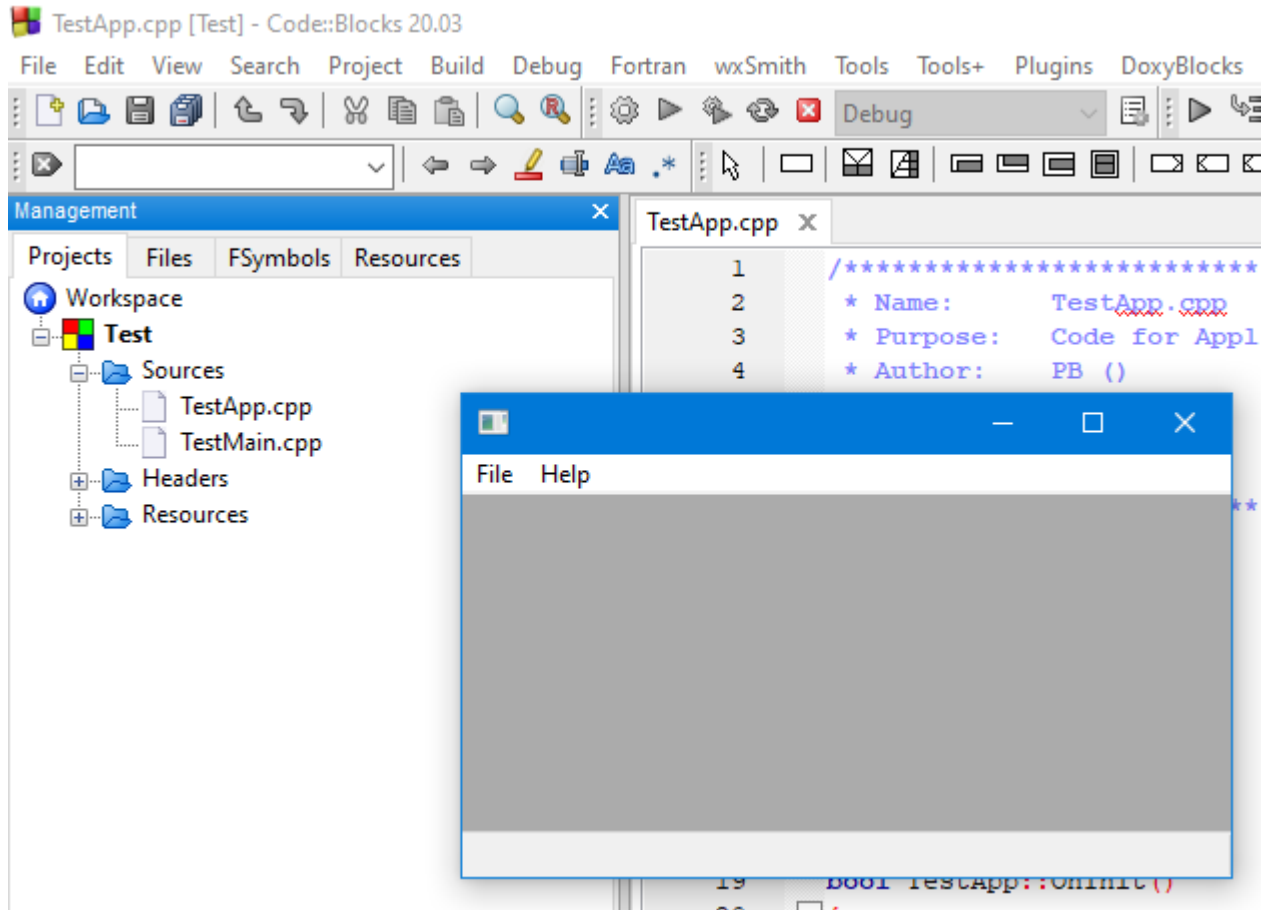 TestApp.cpp [Test] - Code::Blocks 20.03
File Edit View Search Project Build Debug Fortran wxSmith Tools Tools+ Plugins DoxyBlocks
Debug
Management
Projects Files FSymbols Resources
Workspace
Test
Sources
TestApp.cpp
TestMain.cpp
Headers
Resources
TestApp.cpp
1 /**************************
2 * Name: TestApp.cpp
3 * Purpose: Code for Appl
4 * Author: PB ()
File Help
**
19 bool TestApp::OnInit()